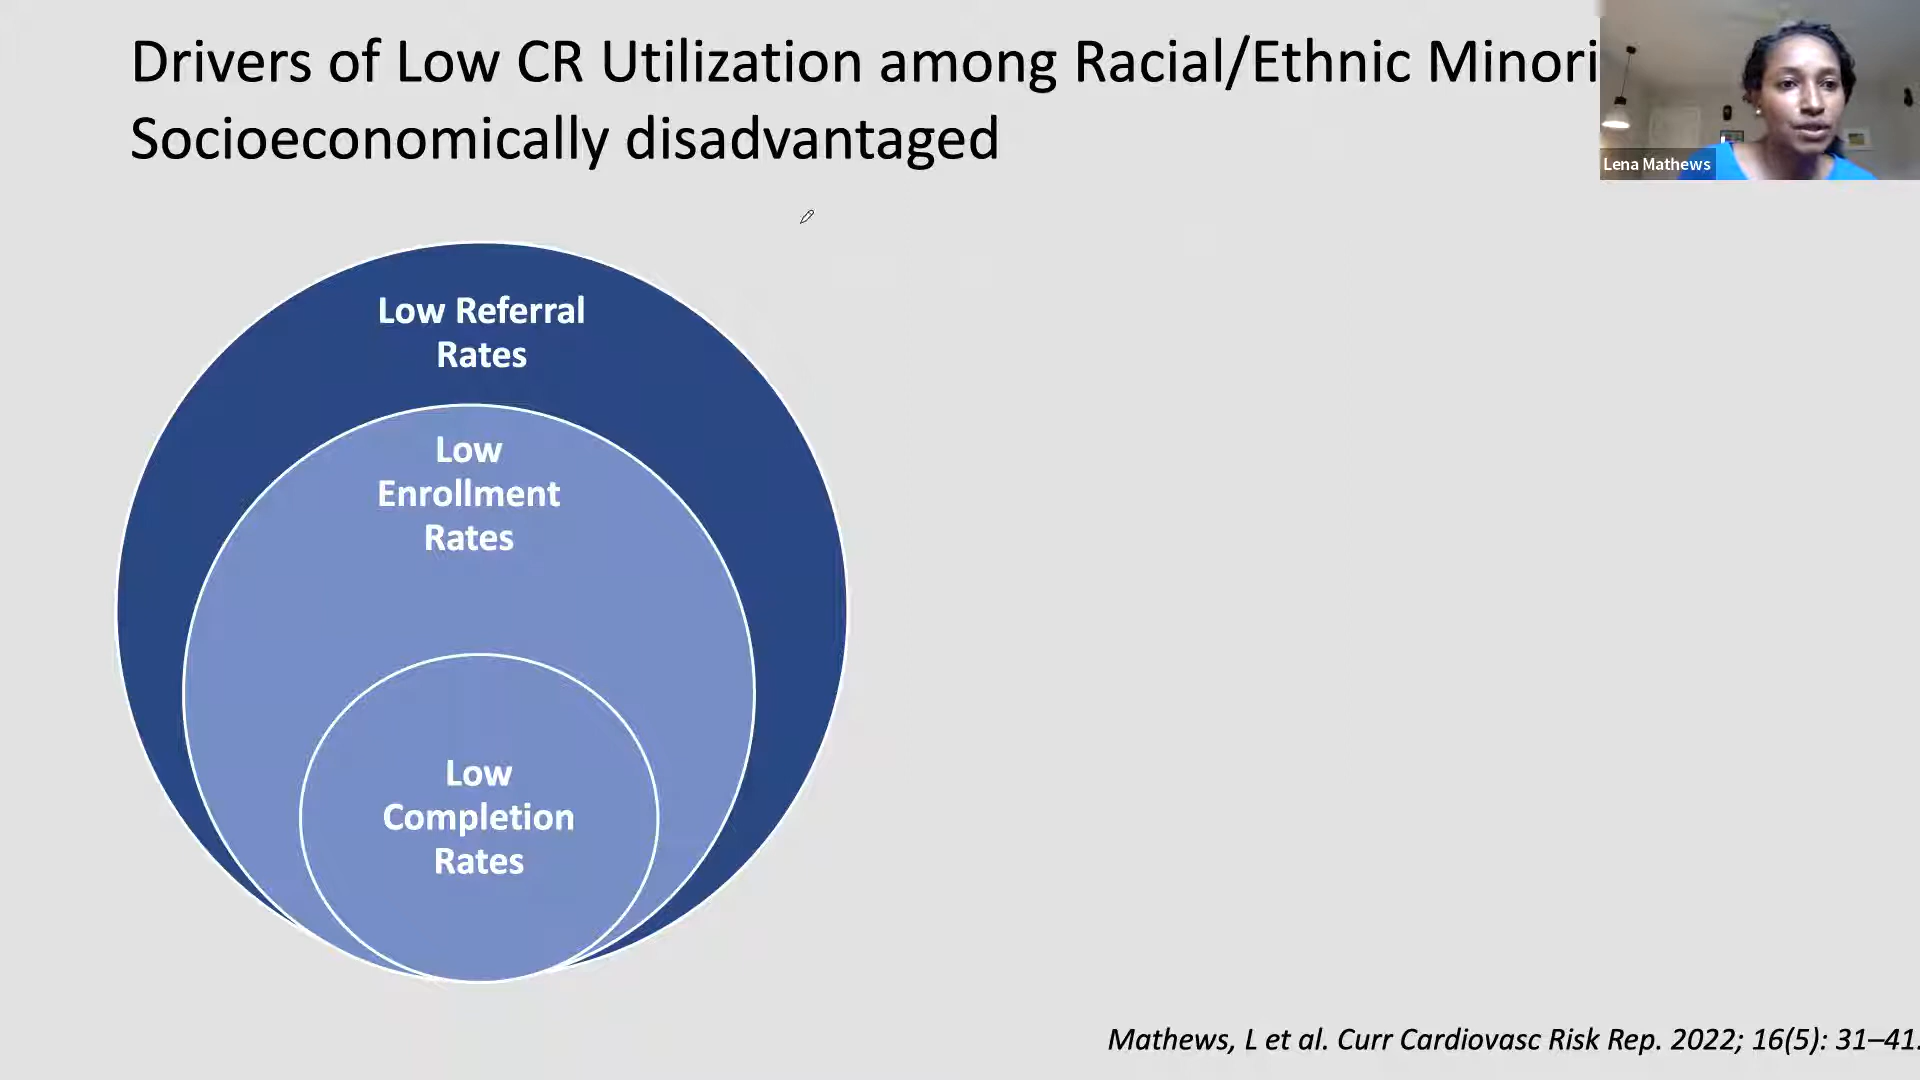 Drivers of Low CR Utilization among Racial/Ethnic Minori
Socioeconomically disadvantaged
Lena Mathews
Low Referral
Rates
Low
Enrollment
Rates
Low
Completion
Rates
Mathews, L et al. Curr Cardiovasc Risk Rep. 2022; 16(5): 31–41.